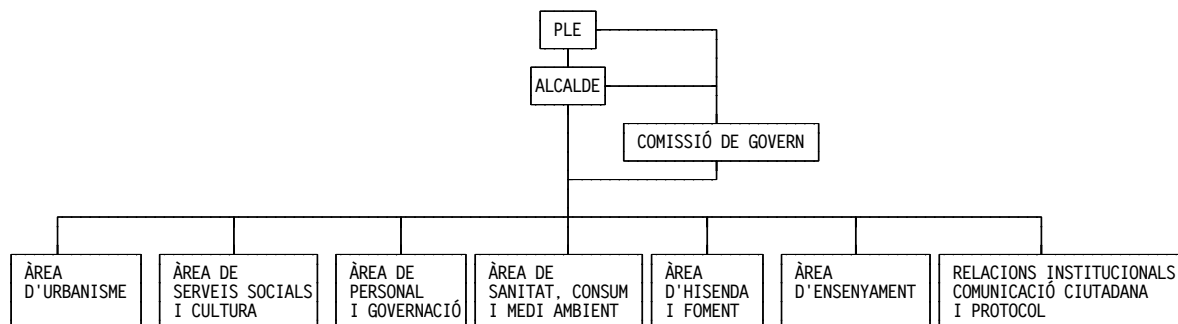 PLE
ALCALDE
COMISSIÓ DE GOVERN
ÀREA
D'URBANISME
ÀREA DE
SERVEIS SOCIALS
I CULTURA
ÀREA DE
PERSONAL
I GOVERNACIÓ
ÀREA DE
SANITAT, CONSUM
I MEDI AMBIENT
ÀREA
D'HISENDA
I FOMENT
ÀREA
D'ENSENYAMENT
RELACIONS INSTITUCIONALS
COMUNICACIÓ CIUTADANA
I PROTOCOL